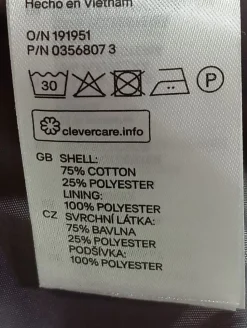 Hecho en Vietnam
O/N 191951
P/N 0356807 3
30
P
clevercare.info
GB SHELL:
75% COTTON
25% POLYESTER
LINING:
100% POLYESTER
CZ SVRCHNÍ LÁTKA:
75% BAVLNA
25% POLYESTER
PODŠÍVKA:
100% POLYESTER